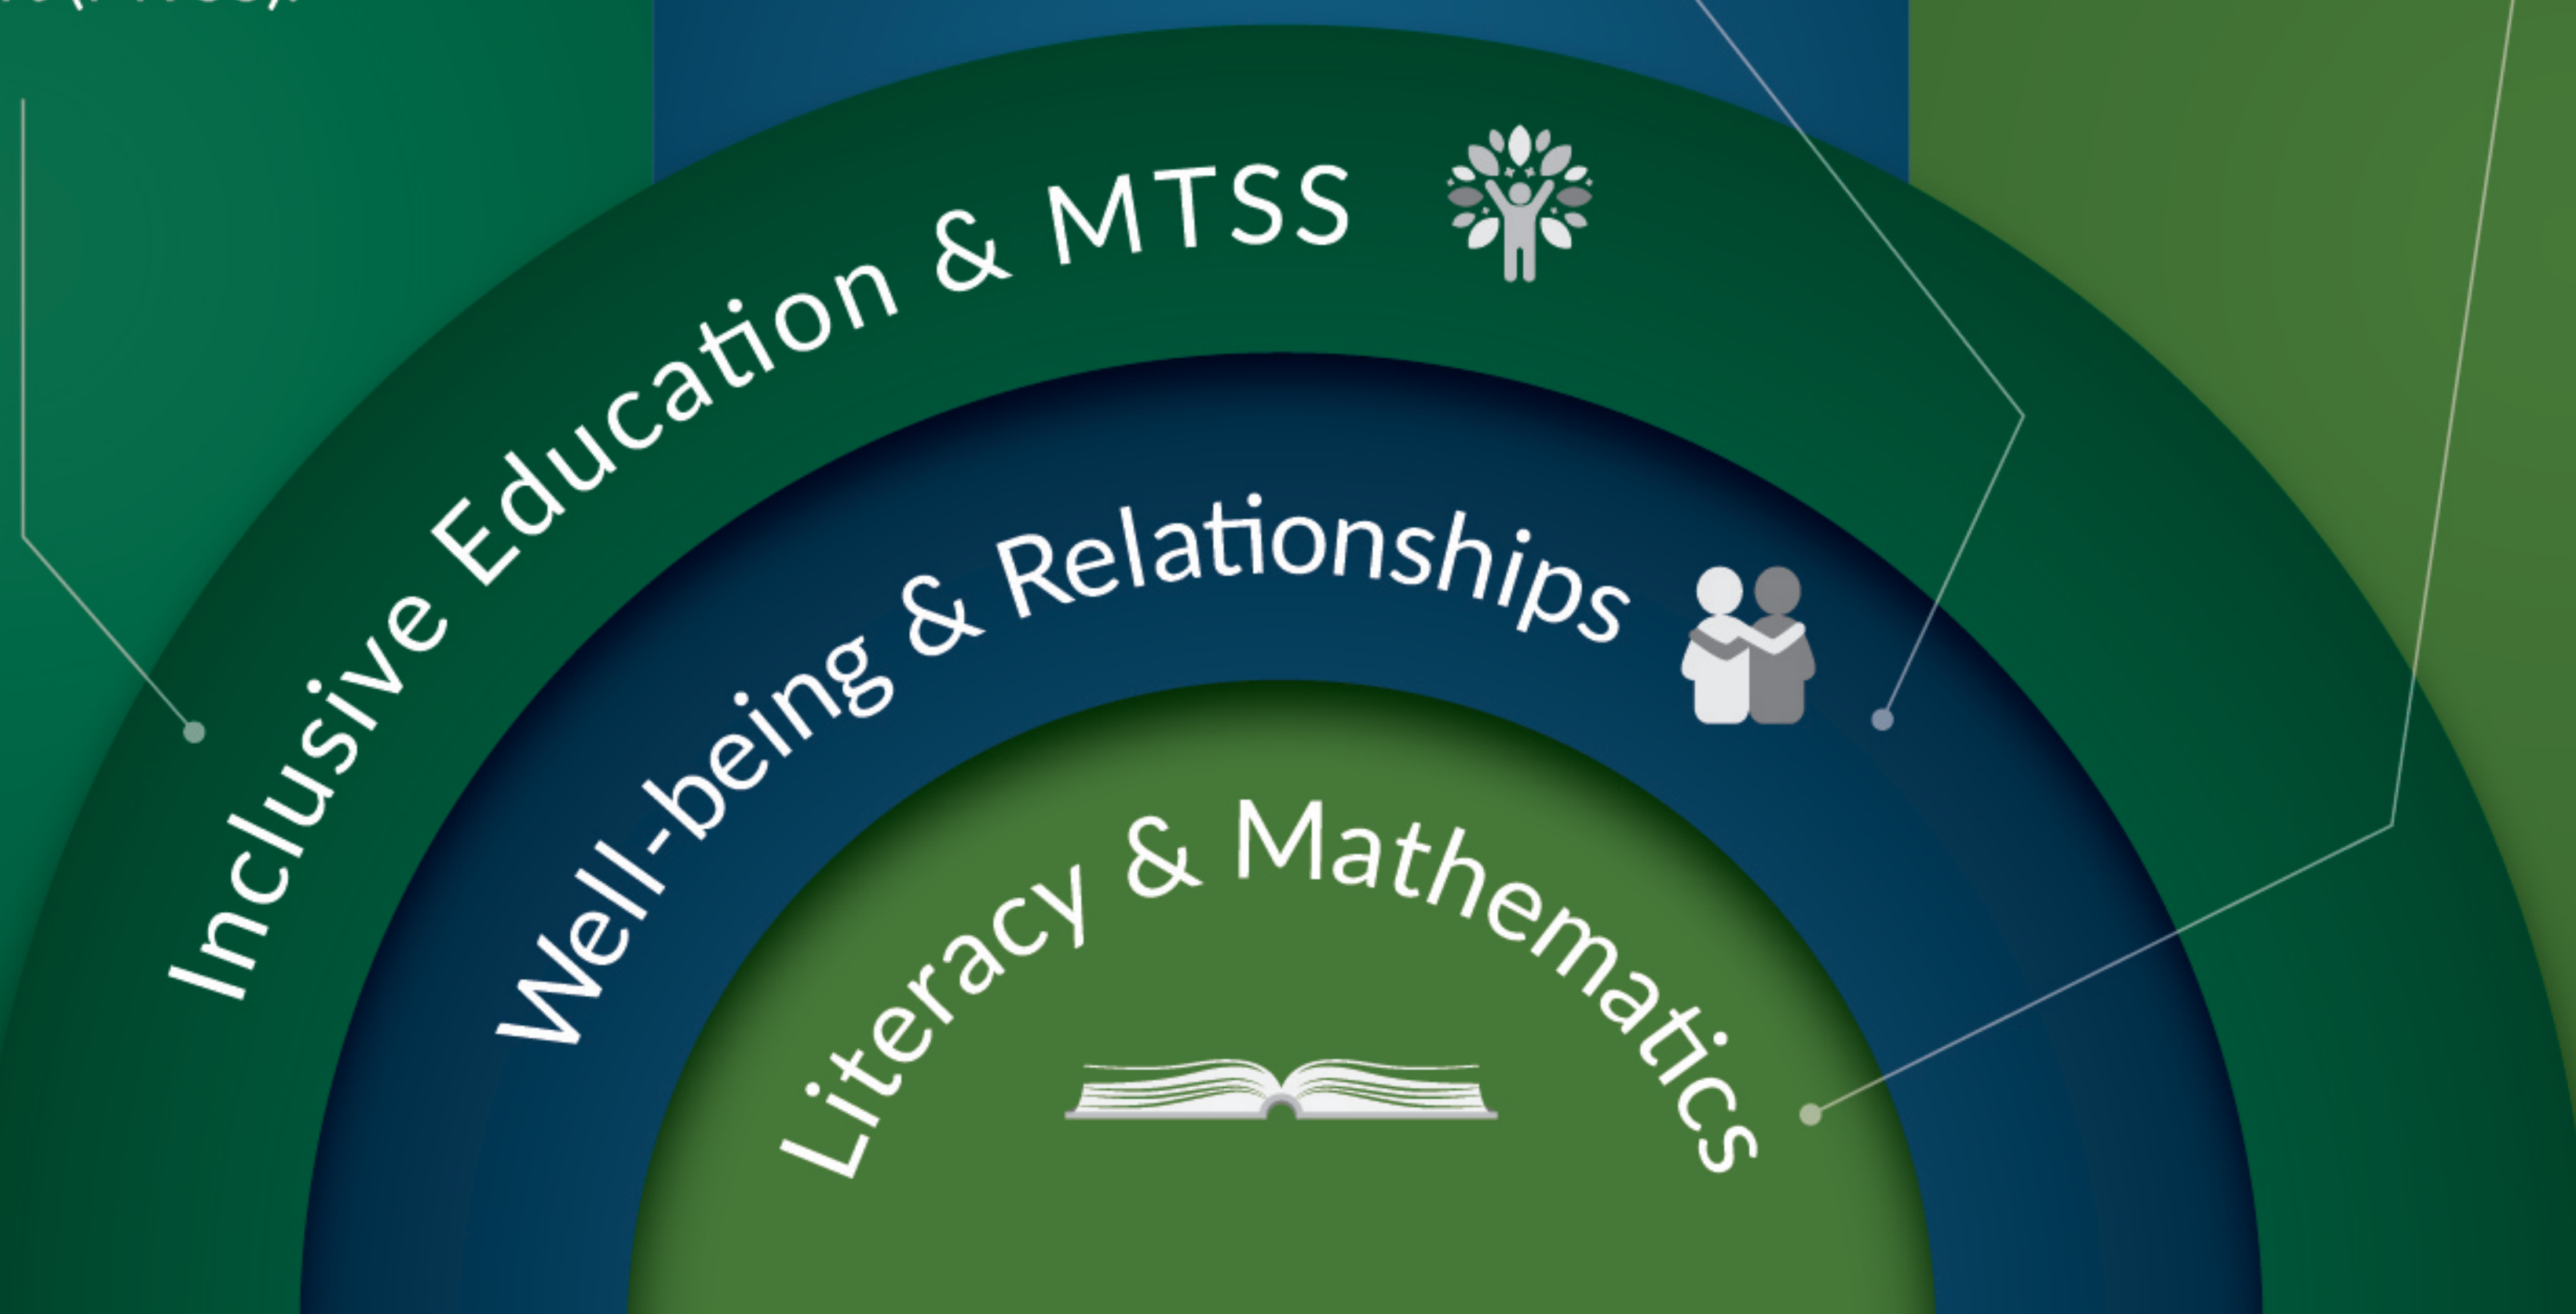 Inclusive Education & MTSS
Well-being & Relationships
Literacy & Mathematics